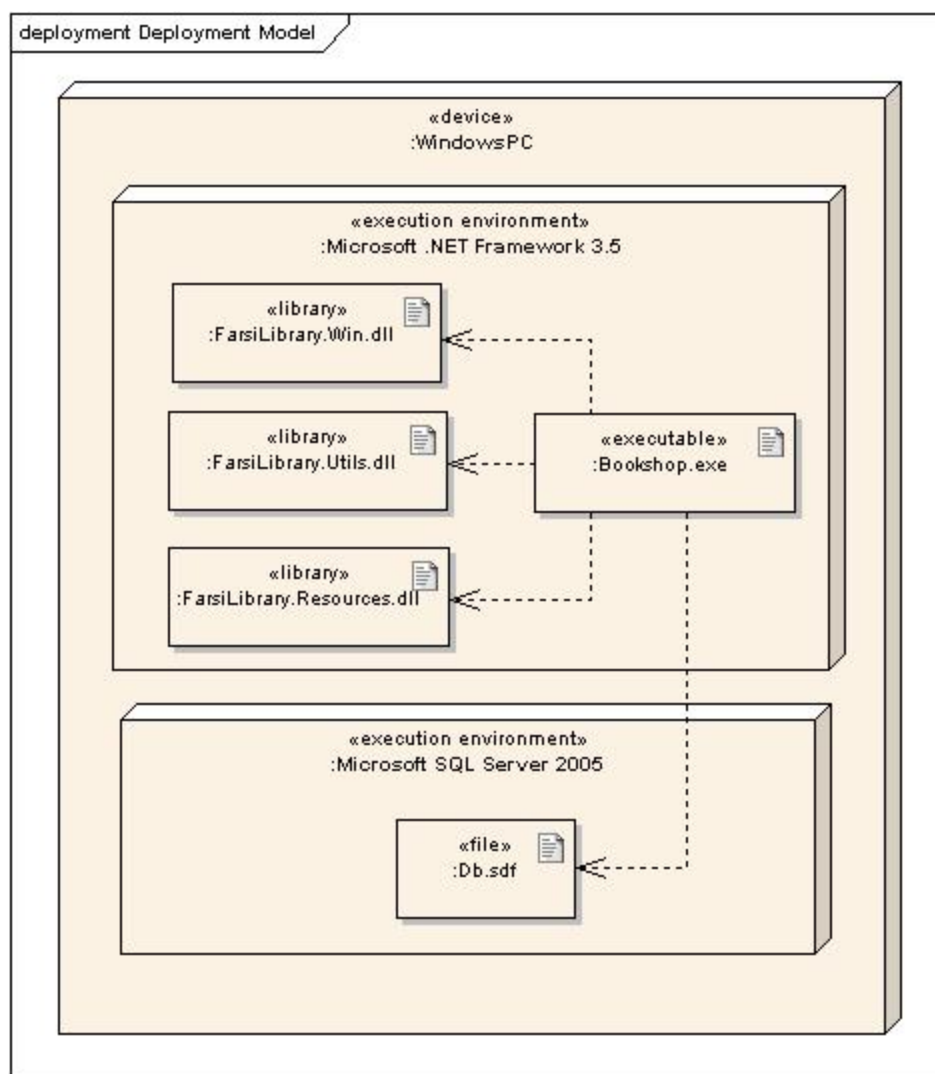 deployment Deployment Model
«device»
:WindowsPC
«execution environment»
:Microsoft .NET Framework 3.5
«library»
:FarsiLibrary.Win.dll
«library»
:FarsiLibrary.Utils.dll
«executable»
:Bookshop.exe
«library»
:FarsiLibrary.Resources.dll
«execution environment»
:Microsoft SQL Server 2005
«file»
:Db.sdf